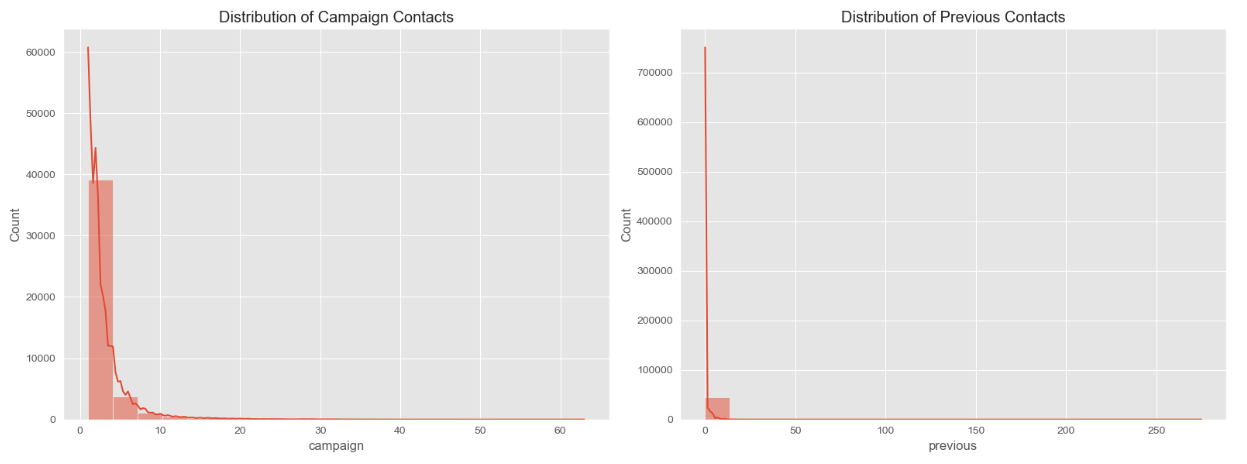 Distribution of Campaign Contacts
60000
50000
40000
30000
20000
10000
0
Count
0 10 20 30 40 50 60
campaign
Distribution of Previous Contacts
700000
600000
500000
400000
300000
200000
100000
0
Count
0 50 100 150 200 250
previous